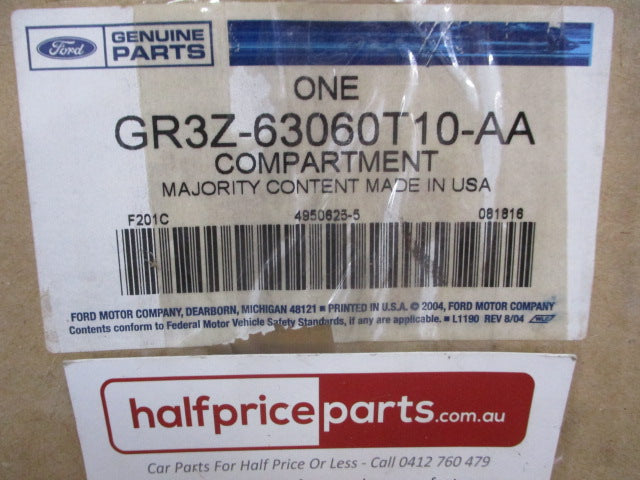 Ford GENUINE PARTS
ONE
GR3Z-63060T10-AA
COMPARTMENT
MAJORITY CONTENT MADE IN USA
F201C 4950625-5 081816
FORD MOTOR COMPANY, DEARBORN, MICHIGAN 48121 ■ PRINTED IN U.S.A. © 2004, FORD MOTOR COMPANY
Contents conform to Federal Motor Vehicle Safety Standards, if any are applicable. ■ L1190 REV 8/04
halfpriceparts.com.au
Car Parts For Half Price Or Less - Call 0412 760 479